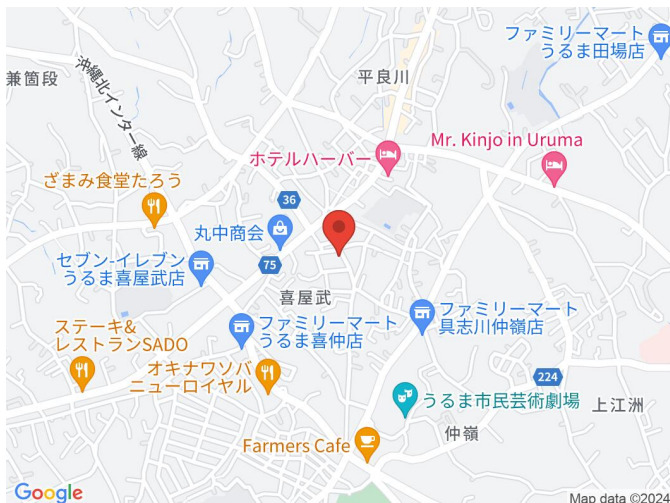 ファミリーマート
うるま田場店
平良川
兼箇段
沖縄北インター線
Mr. Kinjo in Uruma
ホテルハーバー
ざまみ食堂たろう
36
丸中商会
75
セブン-イレブン
うるま喜屋武店
喜屋武
ファミリーマート
具志川仲嶺店
ステーキ&
レストランSADO
ファミリーマート
うるま喜仲店
オキナワソバ
ニューロイヤル
224
うるま市民芸術劇場
上江洲
仲嶺
Farmers Cafe
Google
Map data ©2024